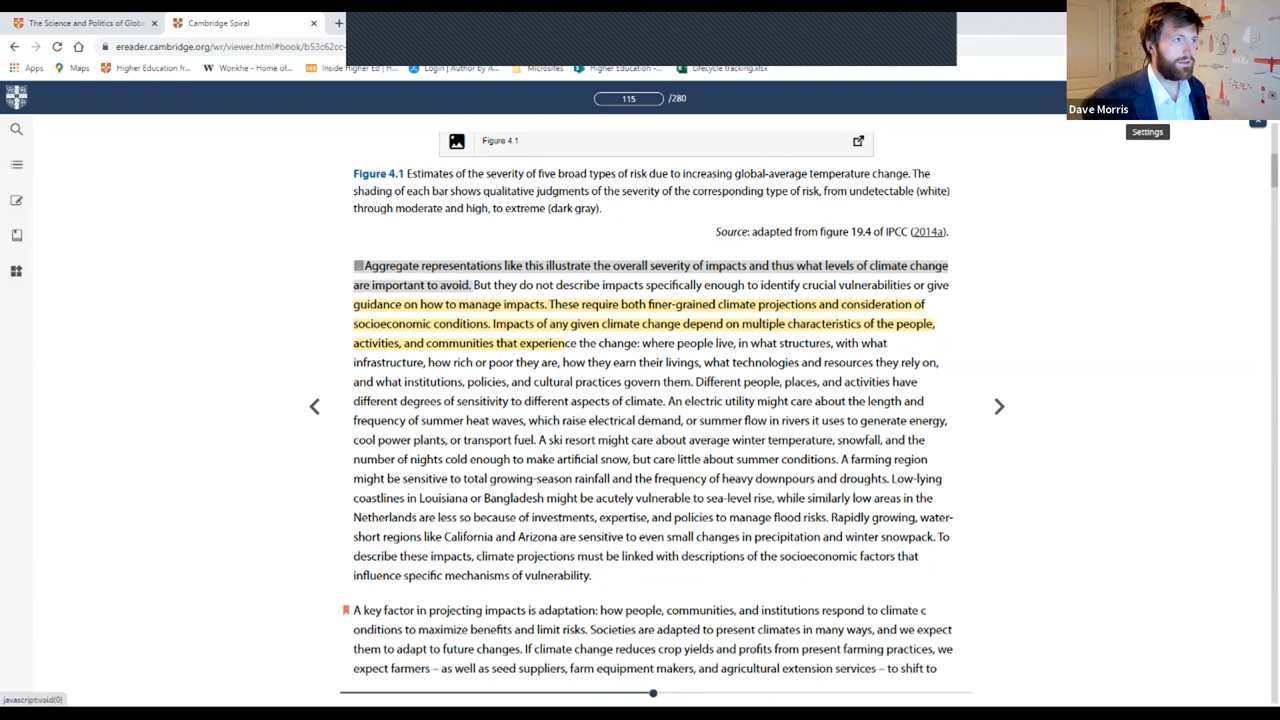 The Science and Politics of Globa
Cambridge Spiral
ereader.cambridge.org/wr/viewer.html#book/b53c62cc-
Apps
Maps
Higher Education fr...
Wonkhe - Home of...
Inside Higher Ed | H...
Login | Author by A...
Microsites
Higher Education -...
Lifecycle tracking.xlsx
Dave Morris
Settings
115 /280
Figure 4.1
Figure 4.1 Estimates of the severity of five broad types of risk due to increasing global-average temperature change. The
shading of each bar shows qualitative judgments of the severity of the corresponding type of risk, from undetectable (white)
through moderate and high, to extreme (dark gray).
Source: adapted from figure 19.4 of IPCC (2014a).
Aggregate representations like this illustrate the overall severity of impacts and thus what levels of climate change
are important to avoid. But they do not describe impacts specifically enough to identify crucial vulnerabilities or give
guidance on how to manage impacts. These require both finer-grained climate projections and consideration of
socioeconomic conditions. Impacts of any given climate change depend on multiple characteristics of the people,
activities, and communities that experience the change: where people live, in what structures, with what
infrastructure, how rich or poor they are, how they earn their livings, what technologies and resources they rely on,
and what institutions, policies, and cultural practices govern them. Different people, places, and activities have
different degrees of sensitivity to different aspects of climate. An electric utility might care about the length and
frequency of summer heat waves, which raise electrical demand, or summer flow in rivers it uses to generate energy,
cool power plants, or transport fuel. A ski resort might care about average winter temperature, snowfall, and the
number of nights cold enough to make artificial snow, but care little about summer conditions. A farming region
might be sensitive to total growing-season rainfall and the frequency of heavy downpours and droughts. Low-lying
coastlines in Louisiana or Bangladesh might be acutely vulnerable to sea-level rise, while similarly low areas in the
Netherlands are less so because of investments, expertise, and policies to manage flood risks. Rapidly growing, water-
short regions like California and Arizona are sensitive to even small changes in precipitation and winter snowpack. To
describe these impacts, climate projections must be linked with descriptions of the socioeconomic factors that
influence specific mechanisms of vulnerability.
A key factor in projecting impacts is adaptation: how people, communities, and institutions respond to climate c
onditions to maximize benefits and limit risks. Societies are adapted to present climates in many ways, and we expect
them to adapt to future changes. If climate change reduces crop yields and profits from present farming practices, we
expect farmers – as well as seed suppliers, farm equipment makers, and agricultural extension services – to shift to
javascript:void(0)